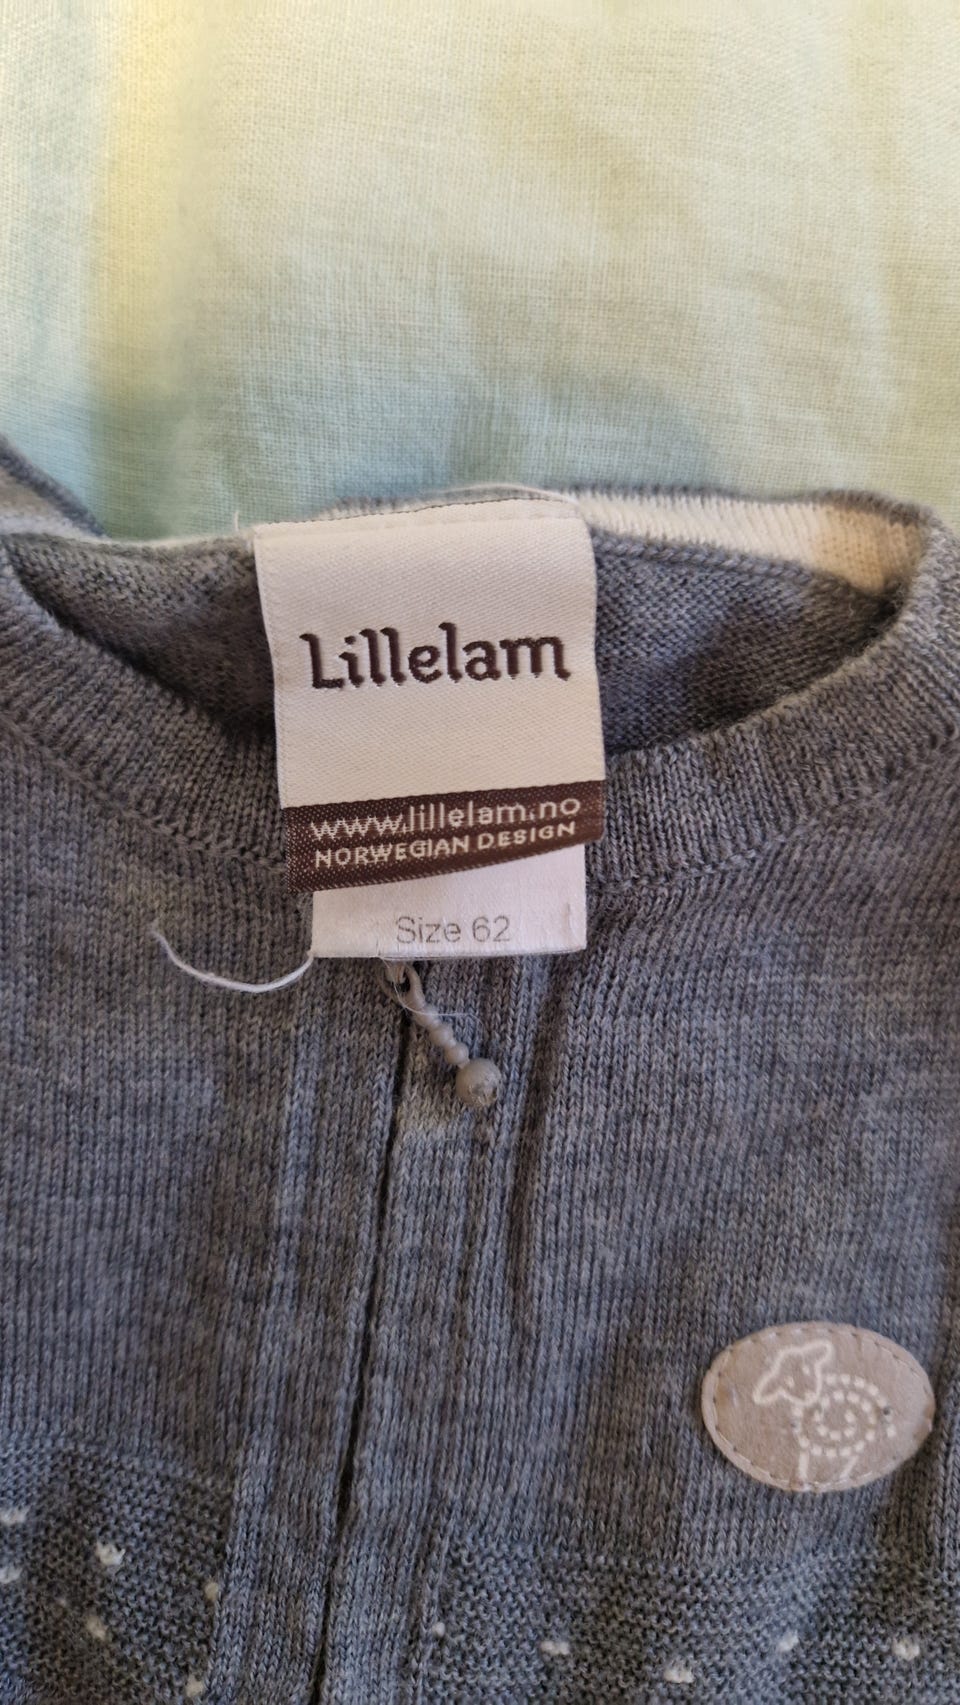 Lillelam
www.lillelam.no
NORWEGIAN DESIGN
Size 62